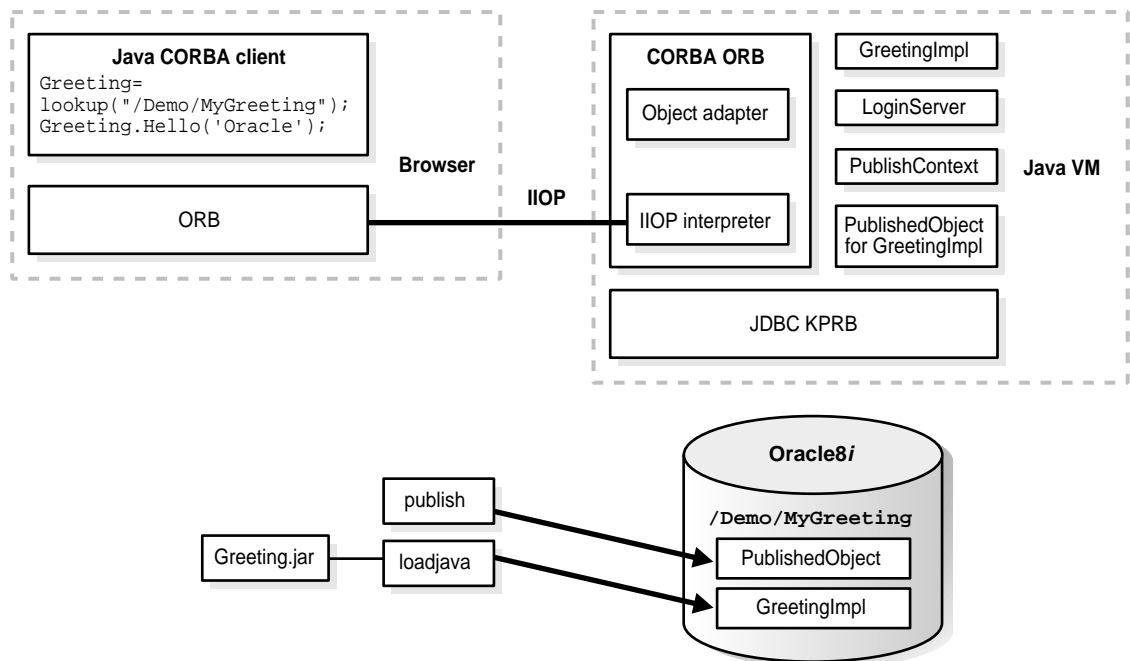 Java CORBA client
Greeting=
lookup("/Demo/MyGreeting");
Greeting.Hello('Oracle');
Browser
ORB
IIOP
CORBA ORB
Object adapter
IIOP interpreter
GreetingImpl
LoginServer
PublishContext
PublishedObject
for GreetingImpl
Java VM
JDBC KPRB
Oracle8i
/Demo/MyGreeting
PublishedObject
GreetingImpl
publish
Greeting.jar
loadjava